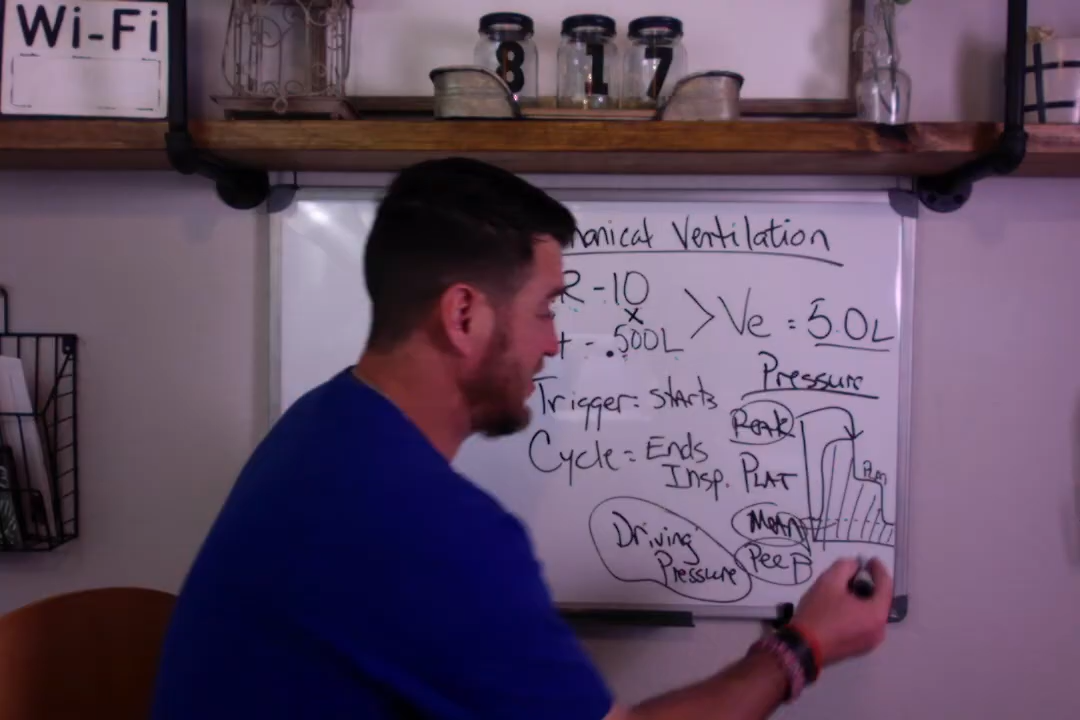 Wi-Fi
8 1 7
hanical Ventilation
R - 10
x
t - .500L
> Ve = 5.0L
Pressure
Trigger = Starts
Peak
Cycle = Ends
Insp.
PLAT
Plat
Mean
Driving
Pressure
Peep